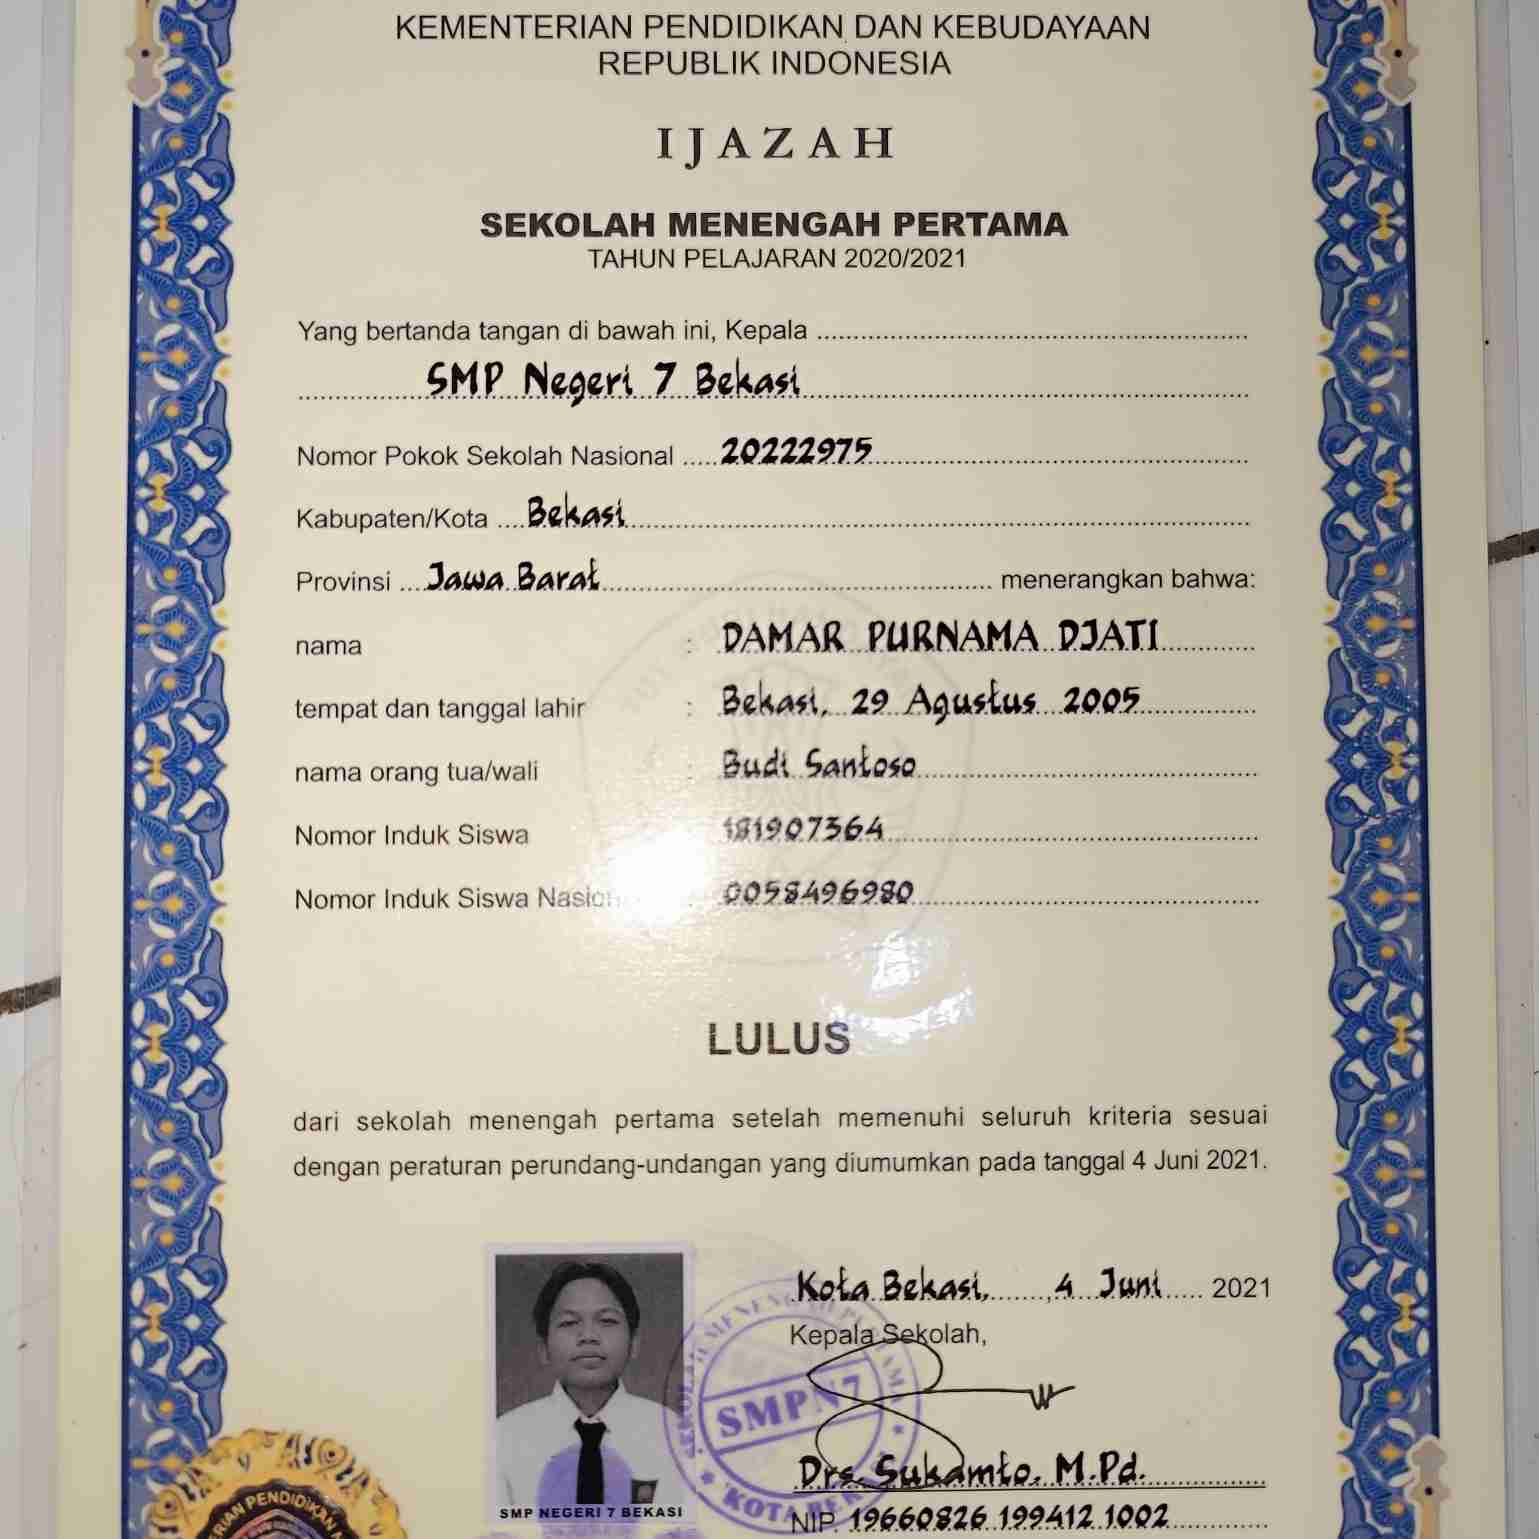 KEMENTERIAN PENDIDIKAN DAN KEBUDAYAAN
REPUBLIK INDONESIA
IJAZAH
SEKOLAH MENENGAH PERTAMA
TAHUN PELAJARAN 2020/2021
Yang bertanda tangan di bawah ini, Kepala
SMP Negeri 7 Bekasi
Nomor Pokok Sekolah Nasional 20222975
Kabupaten/Kota Bekasi
Provinsi Jawa Barat menerangkan bahwa:
nama : DAMAR PURNAMA DJATI
tempat dan tanggal lahir : Bekasi, 29 Agustus 2005
nama orang tua/wali : Budi Santoso
Nomor Induk Siswa 181907364
Nomor Induk Siswa : 0058496980
LULUS
dari sekolah menengah pertama setelah memenuhi seluruh kriteria sesuai
dengan peraturan perundang-undangan yang diumumkan pada tanggal 4 Juni 2021.
Kota Bekasi, 4 Juni 2021
Kepala Sekolah,
SMPN 7
Drs. Sukamto, M.Pd.
NIP. 19660826 199412 1002
SMP NEGERI 7 BEKASI